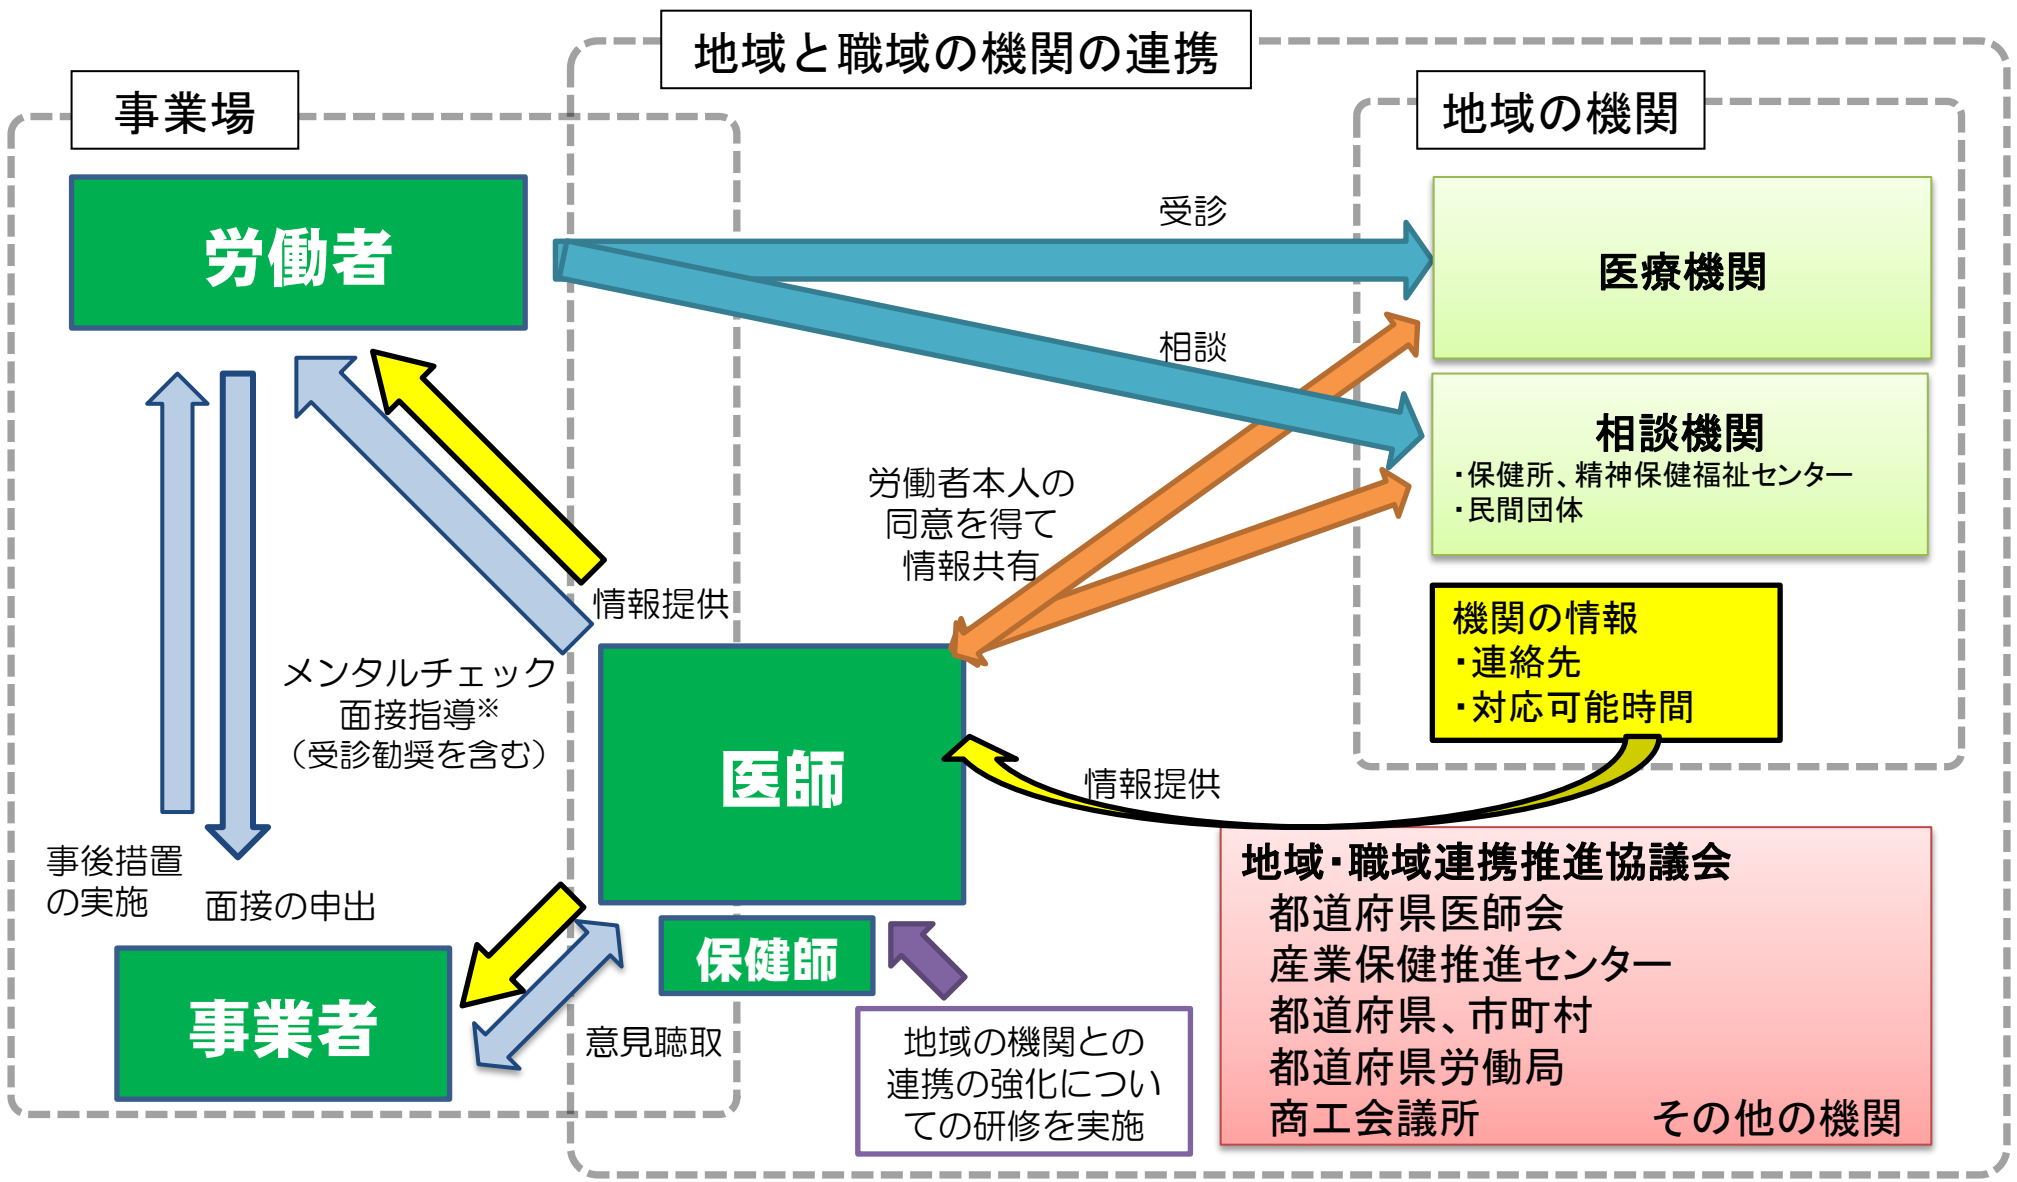 地域と職域の機関の連携
事業場
地域の機関
労働者
受診
医療機関
相談
相談機関
・保健所、精神保健福祉センター
・民間団体
労働者本人の
同意を得て
情報共有
情報提供
機関の情報
・連絡先
・対応可能時間
メンタルチェック
面接指導※
（受診勧奨を含む）
医師
情報提供
事後措置
の実施
面接の申出
地域・職域連携推進協議会
都道府県医師会
産業保健推進センター
都道府県、市町村
都道府県労働局
商工会議所 その他の機関
保健師
事業者
意見聴取
地域の機関との
連携の強化につい
ての研修を実施